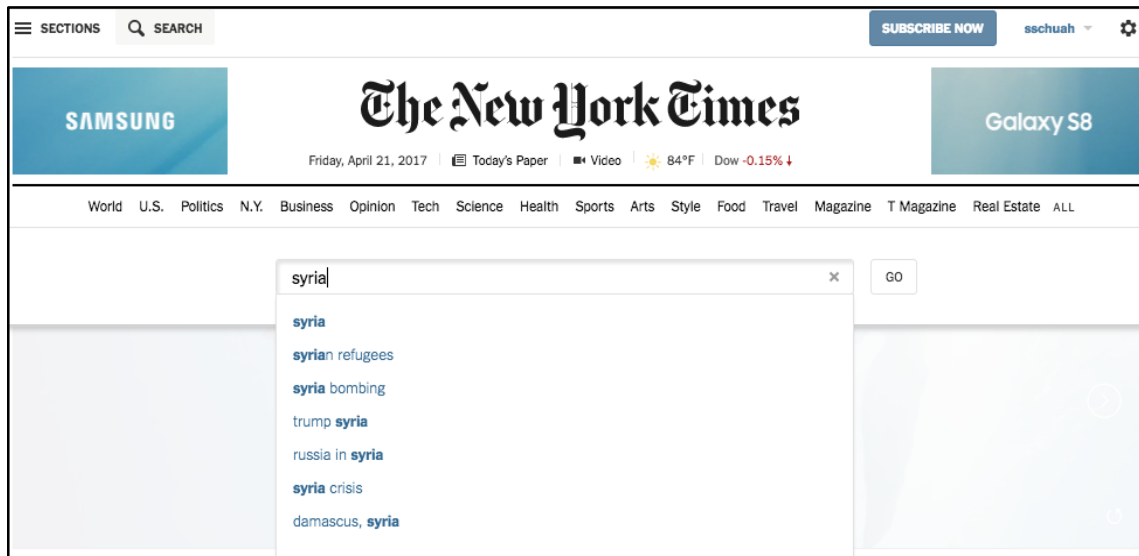 SECTIONS SEARCH SUBSCRIBE NOW sschuah
SAMSUNG
The New York Times
Galaxy S8
Friday, April 21, 2017 Today's Paper Video 84°F Dow -0.15% ↓
World U.S. Politics N.Y. Business Opinion Tech Science Health Sports Arts Style Food Travel Magazine T Magazine Real Estate ALL
syria × GO
syria
syrian refugees
syria bombing
trump syria
russia in syria
syria crisis
damascus, syria